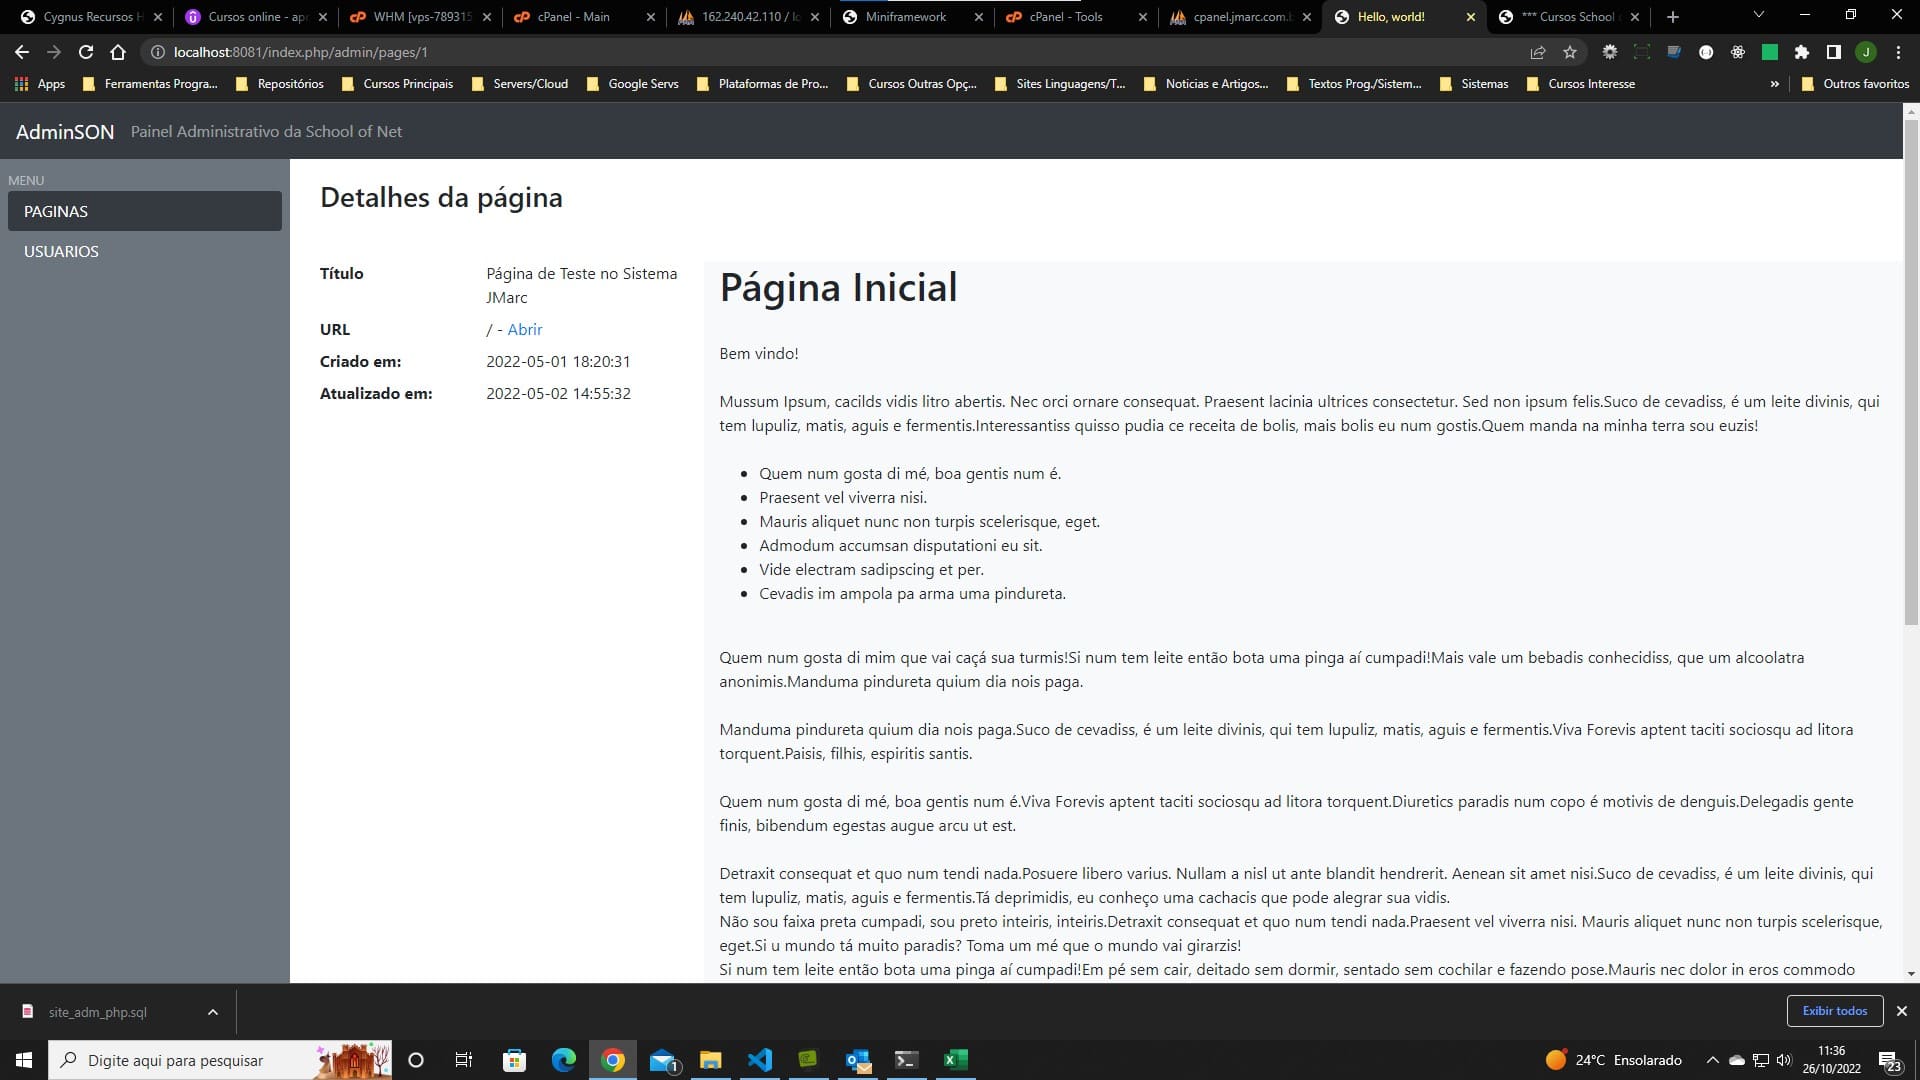 Cygnus Recursos H
Cursos online - apr
WHM [vps-789315
cPanel - Main
162.240.42.110 / lo
Miniframework
cPanel - Tools
cpanel.jmarc.com.b
Hello, world!
*** Cursos School
localhost:8081/index.php/admin/pages/1
J
Apps
Ferramentas Progra...
Repositórios
Cursos Principais
Servers/Cloud
Google Servs
Plataformas de Pro...
Cursos Outras Opç...
Sites Linguagens/T...
Noticias e Artigos...
Textos Prog./Sistem...
Sistemas
Cursos Interesse
»
Outros favoritos
AdminSON Painel Administrativo da School of Net
MENU
PAGINAS
USUARIOS
Detalhes da página
Título Página de Teste no Sistema
JMarc
URL / - Abrir
Criado em: 2022-05-01 18:20:31
Atualizado em: 2022-05-02 14:55:32
Página Inicial
Bem vindo!
Mussum Ipsum, cacilds vidis litro abertis. Nec orci ornare consequat. Praesent lacinia ultrices consectetur. Sed non ipsum felis.Suco de cevadiss, é um leite divinis, qui
tem lupuliz, matis, aguis e fermentis.Interessantiss quisso pudia ce receita de bolis, mais bolis eu num gostis.Quem manda na minha terra sou euzis!
• Quem num gosta di mé, boa gentis num é.
• Praesent vel viverra nisi.
• Mauris aliquet nunc non turpis scelerisque, eget.
• Admodum accumsan disputationi eu sit.
• Vide electram sadipscing et per.
• Cevadis im ampola pa arma uma pindureta.
Quem num gosta di mim que vai caçá sua turmis!Si num tem leite então bota uma pinga aí cumpadi!Mais vale um bebadis conhecidiss, que um alcoolatra
anonimis.Manduma pindureta quium dia nois paga.
Manduma pindureta quium dia nois paga.Suco de cevadiss, é um leite divinis, qui tem lupuliz, matis, aguis e fermentis.Viva Forevis aptent taciti sociosqu ad litora
torquent.Paisis, filhis, espiritis santis.
Quem num gosta di mé, boa gentis num é.Viva Forevis aptent taciti sociosqu ad litora torquent.Diuretics paradis num copo é motivis de denguis.Delegadis gente
finis, bibendum egestas augue arcu ut est.
Detraxit consequat et quo num tendi nada.Posuere libero varius. Nullam a nisl ut ante blandit hendrerit. Aenean sit amet nisi.Suco de cevadiss, é um leite divinis, qui
tem lupuliz, matis, aguis e fermentis.Tá deprimidis, eu conheço uma cachacis que pode alegrar sua vidis.
Não sou faixa preta cumpadi, sou preto inteiris, inteiris.Detraxit consequat et quo num tendi nada.Praesent vel viverra nisi. Mauris aliquet nunc non turpis scelerisque,
eget.Si u mundo tá muito paradis? Toma um mé que o mundo vai girarzis!
Si num tem leite então bota uma pinga aí cumpadi!Em pé sem cair, deitado sem dormir, sentado sem cochilar e fazendo pose.Mauris nec dolor in eros commodo
site_adm_php.sql
Exibir todos
Digite aqui para pesquisar
1
24°C Ensolarado
11:36
26/10/2022
23